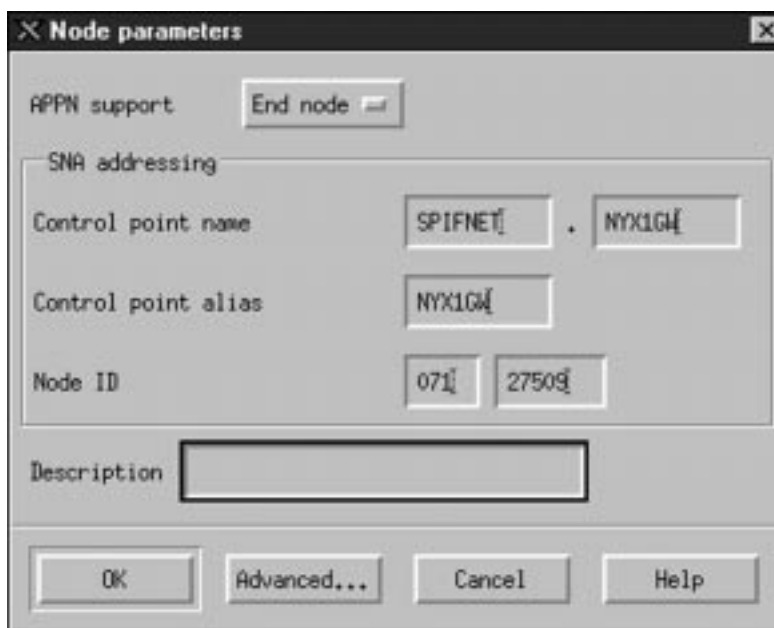 Node parameters
APPN support End node
SNA addressing
Control point name SPIFNET . NYX1GW
Control point alias NYX1GW
Node ID 071 27509
Description
OK Advanced... Cancel Help